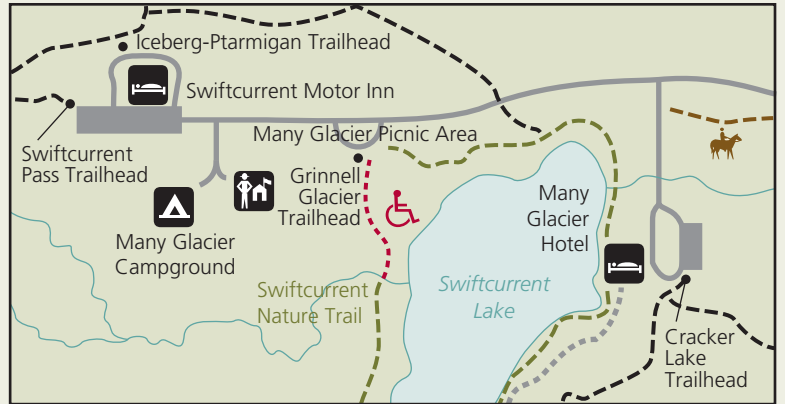 Iceberg-Ptarmigan Trailhead
Swiftcurrent Motor Inn
Many Glacier Picnic Area
Swiftcurrent
Pass Trailhead
Grinnell
Glacier
Trailhead
Many
Glacier
Hotel
Many Glacier
Campground
Swiftcurrent
Nature Trail
Swiftcurrent
Lake
Cracker
Lake
Trailhead